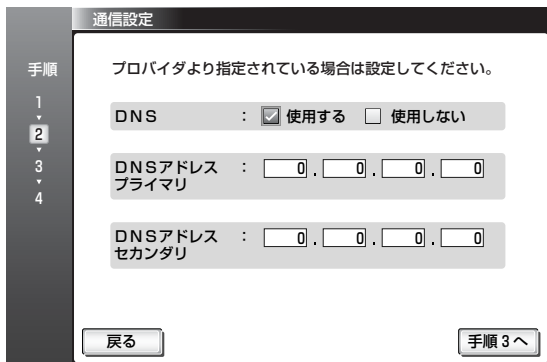 通信設定
手順
1
2
3
4
プロバイダより指定されている場合は設定してください。
DNS : 使用する 使用しない
DNSアドレス : 0 . 0 . 0 . 0
プライマリ
DNSアドレス : 0 . 0 . 0 . 0
セカンダリ
戻る 手順3へ